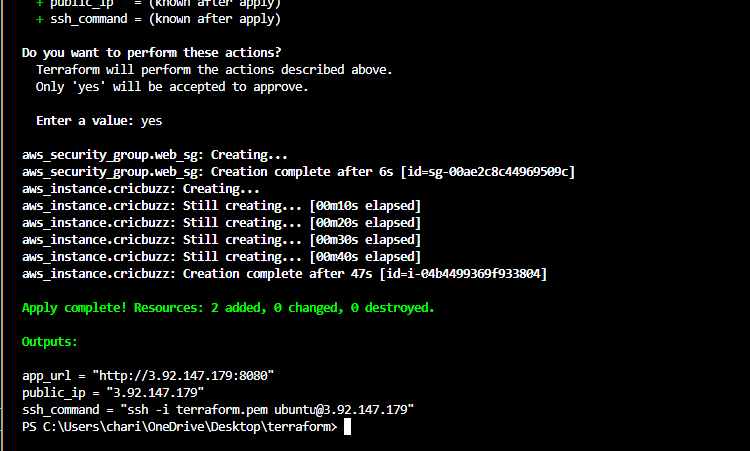 + public_ip   = (known after apply)
+ ssh_command = (known after apply)
Do you want to perform these actions?
Terraform will perform the actions described above.
Only 'yes' will be accepted to approve.
Enter a value: yes
aws_security_group.web_sg: Creating...
aws_security_group.web_sg: Creation complete after 6s [id=sg-00ae2c8c44969509c]
aws_instance.cricbuzz: Creating...
aws_instance.cricbuzz: Still creating... [00m10s elapsed]
aws_instance.cricbuzz: Still creating... [00m20s elapsed]
aws_instance.cricbuzz: Still creating... [00m30s elapsed]
aws_instance.cricbuzz: Still creating... [00m40s elapsed]
aws_instance.cricbuzz: Creation complete after 47s [id=i-04b4499369f933804]
Apply complete! Resources: 2 added, 0 changed, 0 destroyed.
Outputs:
app_url = "http://3.92.147.179:8080"
public_ip = "3.92.147.179"
ssh_command = "ssh -i terraform.pem ubuntu@3.92.147.179"
PS C:\Users\chari\OneDrive\Desktop\terraform>